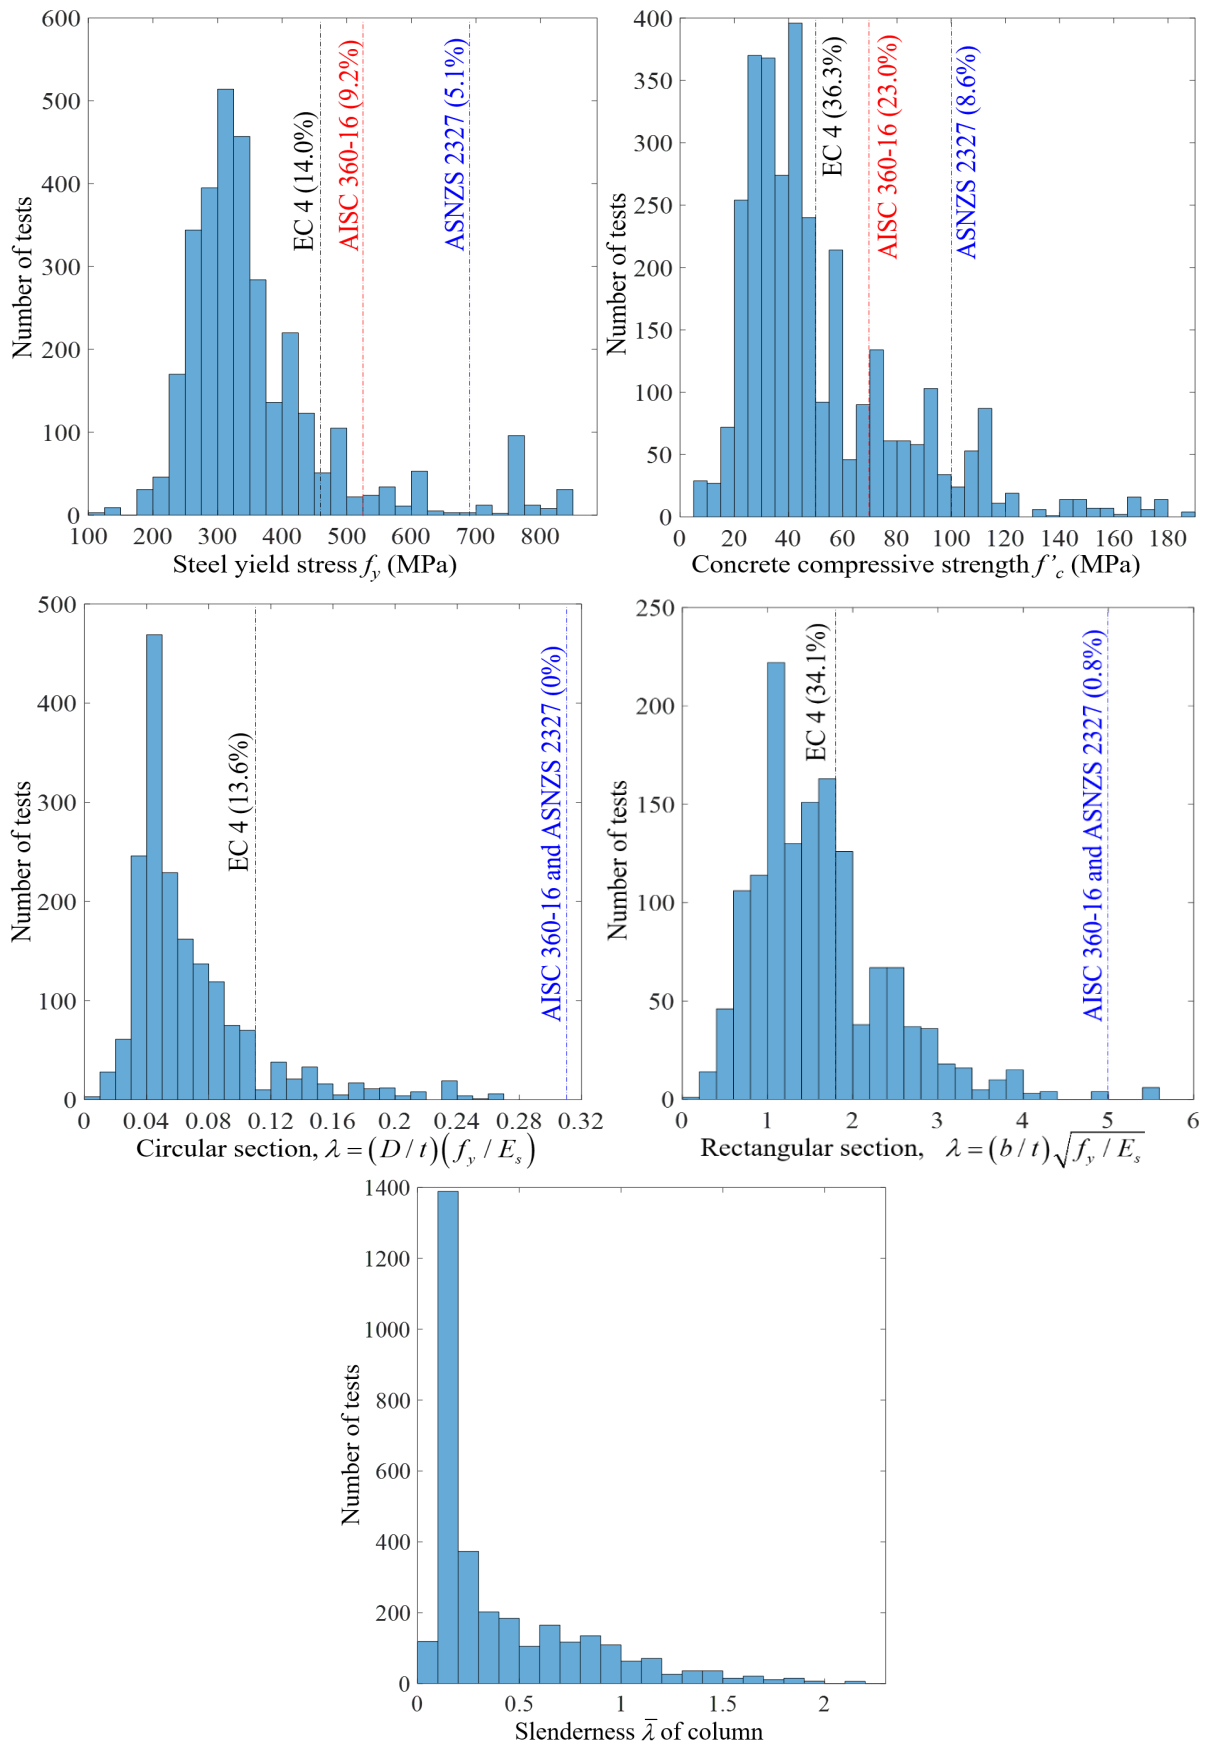 600
500
400
300
200
100
0
Number of tests
EC 4 (14.0%)
AISC 360-16 (9.2%)
ASNZS 2327 (5.1%)
100 200 300 400 500 600 700 800
Steel yield stress f_y (MPa)
400
350
300
250
200
150
100
50
0
Number of tests
EC 4 (36.3%)
AISC 360-16 (23.0%)
ASNZS 2327 (8.6%)
0 20 40 60 80 100 120 140 160 180
Concrete compressive strength f’_c (MPa)
500
400
300
200
100
0
Number of tests
EC 4 (13.6%)
AISC 360-16 and ASNZS 2327 (0%)
0 0.04 0.08 0.12 0.16 0.2 0.24 0.28 0.32
Circular section, λ = (D / t)(f_y / E_s)
250
200
150
100
50
0
Number of tests
EC 4 (34.1%)
AISC 360-16 and ASNZS 2327 (0.8%)
0 1 2 3 4 5 6
Rectangular section, λ = (b / t)√(f_y / E_s)
1400
1200
1000
800
600
400
200
0
Number of tests
0 0.5 1 1.5 2
Slenderness λ̄ of column